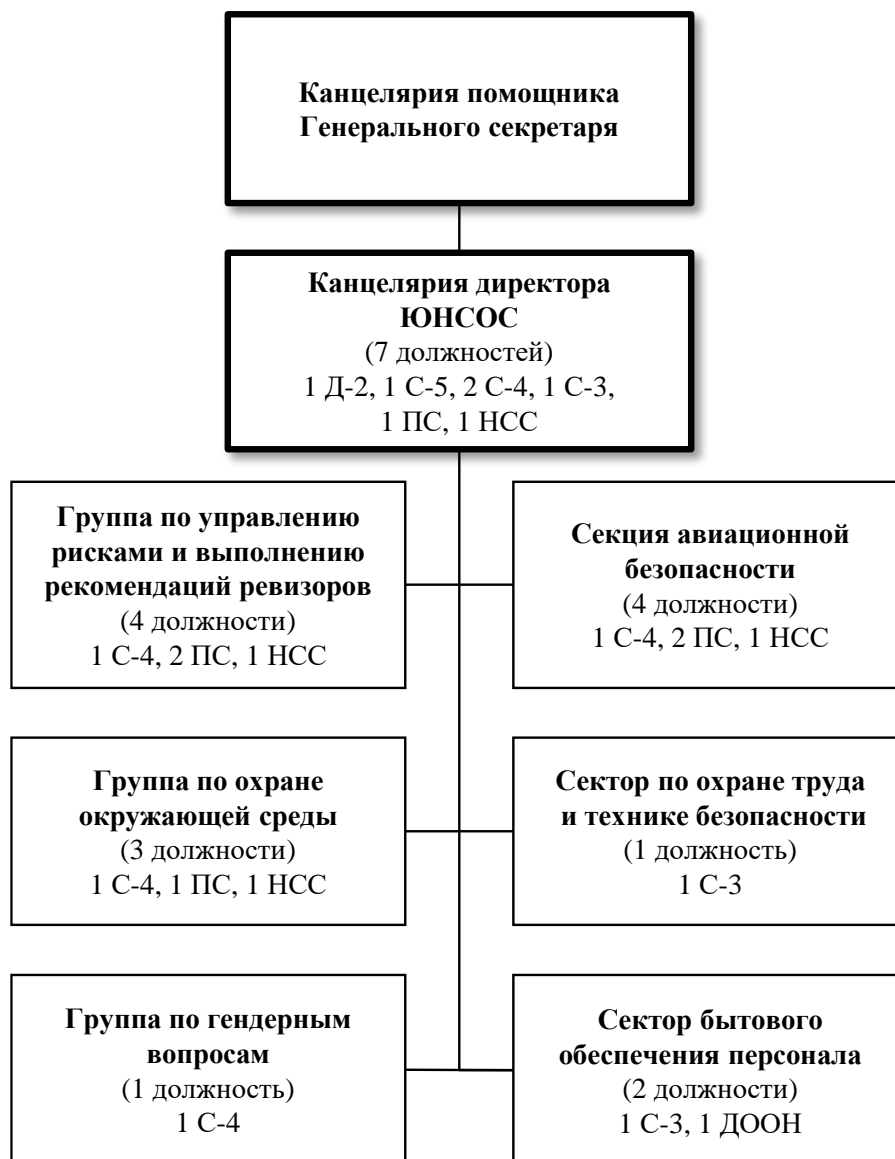 Канцелярия помощника
Генерального секретаря
Канцелярия директора
ЮНСОС
(7 должностей)
1 Д-2, 1 С-5, 2 С-4, 1 С-3,
1 ПС, 1 НСС
Группа по управлению
рисками и выполнению
рекомендаций ревизоров
(4 должности)
1 С-4, 2 ПС, 1 НСС
Секция авиационной
безопасности
(4 должности)
1 С-4, 2 ПС, 1 НСС
Группа по охране
окружающей среды
(3 должности)
1 С-4, 1 ПС, 1 НСС
Сектор по охране труда
и технике безопасности
(1 должность)
1 С-3
Группа по гендерным
вопросам
(1 должность)
1 С-4
Сектор бытового
обеспечения персонала
(2 должности)
1 С-3, 1 ДООН